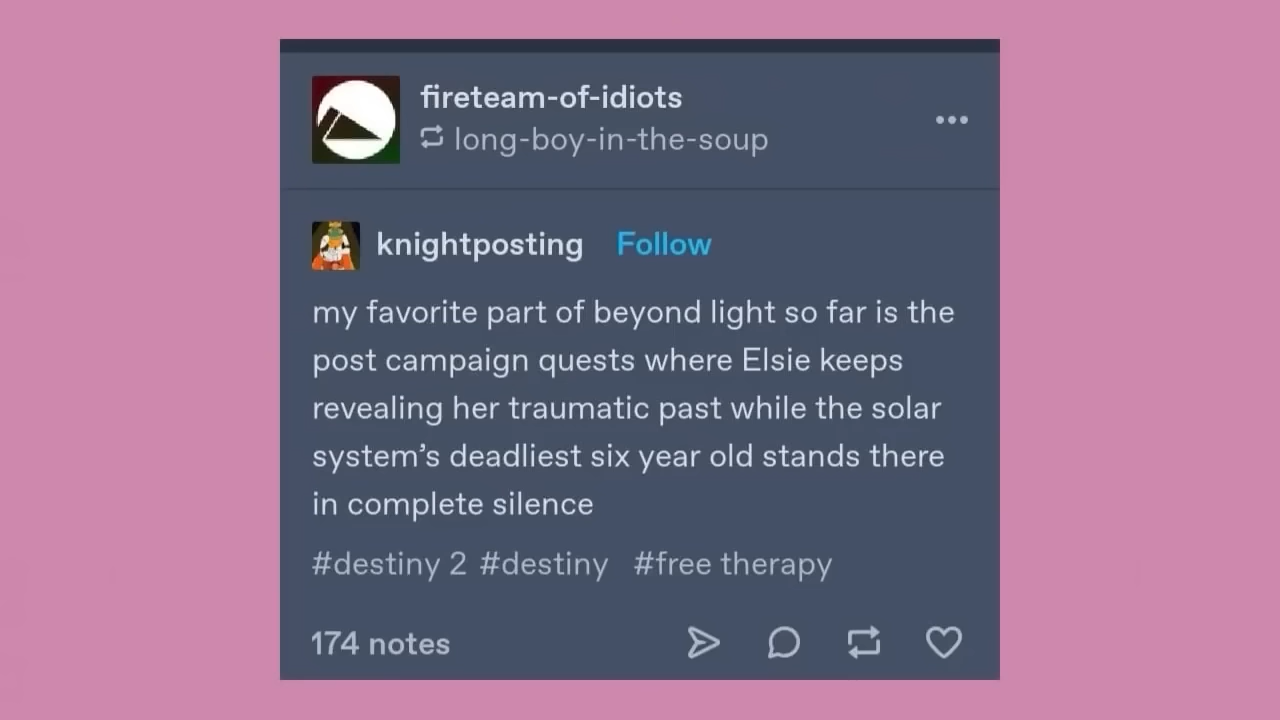 fireteam-of-idiots
long-boy-in-the-soup
knightposting Follow
my favorite part of beyond light so far is the
post campaign quests where Elsie keeps
revealing her traumatic past while the solar
system’s deadliest six year old stands there
in complete silence
#destiny 2 #destiny #free therapy
174 notes